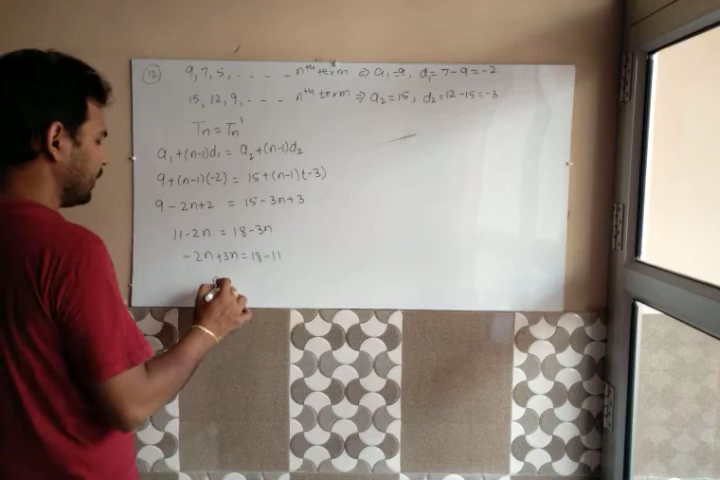 (12) 9, 7, 5, - - - - nth term ⇒ a₁=9, d₁=7-9=-2
15, 12, 9, - - - nth term ⇒ a₂=15, d₂=12-15=-3
Tn = Tn'
a₁+(n-1)d₁ = a₂+(n-1)d₂
9+(n-1)(-2) = 15+(n-1)(-3)
9-2n+2 = 15-3n+3
11-2n = 18-3n
-2n+3n=18-11